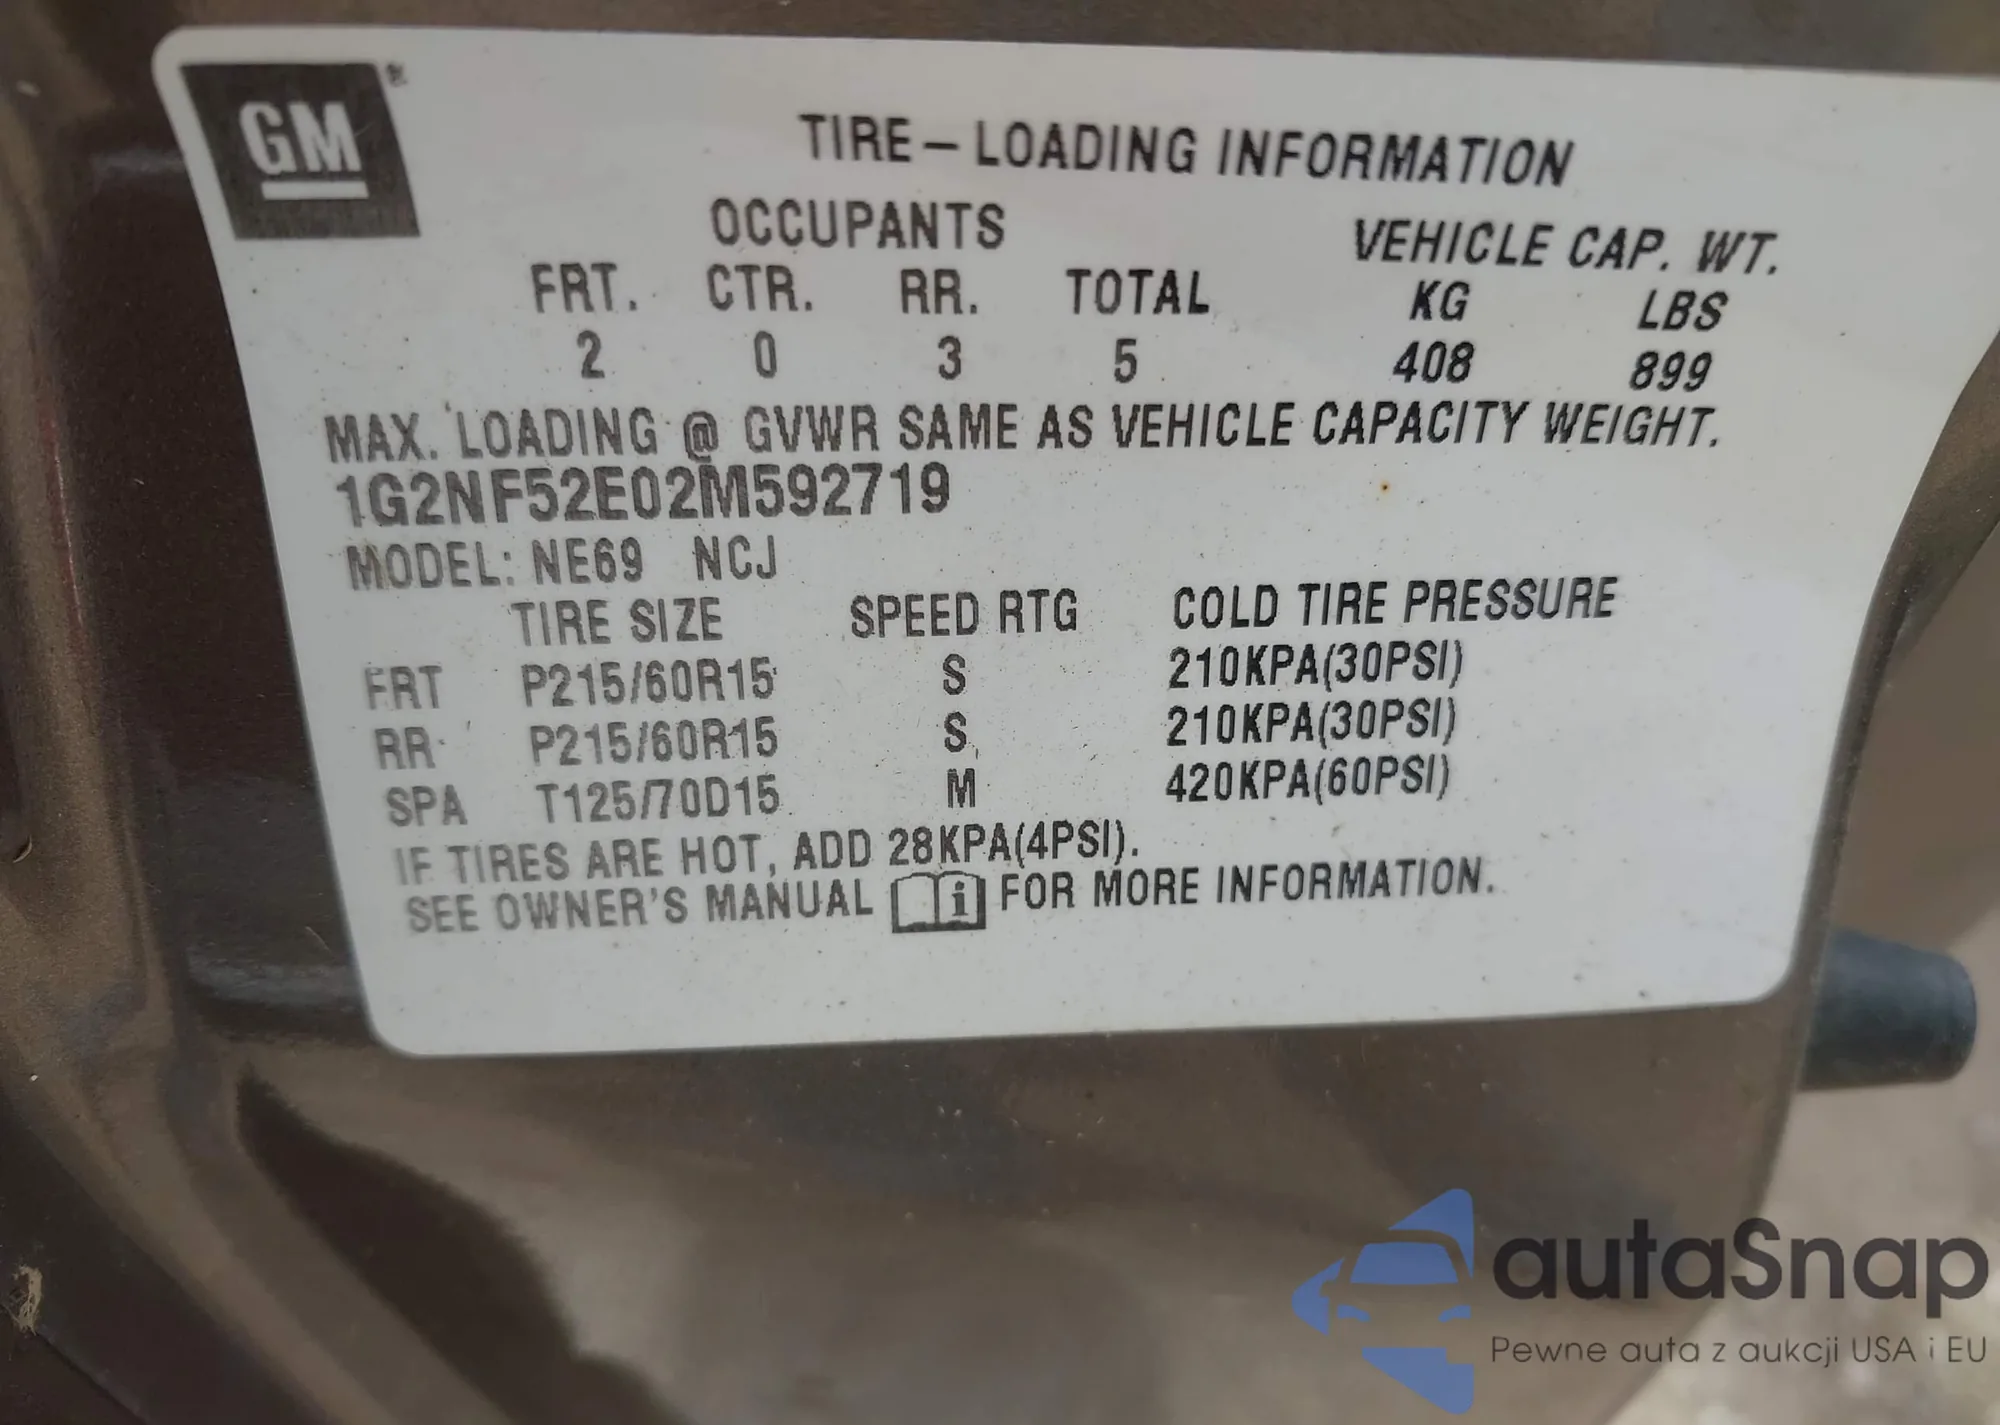 GM
TIRE – LOADING INFORMATION
OCCUPANTS VEHICLE CAP. WT.
FRT. CTR. RR. TOTAL KG LBS
2 0 3 5 408 899
MAX. LOADING @ GVWR SAME AS VEHICLE CAPACITY WEIGHT.
1G2NF52E02M592719
MODEL: NE69 NCJ
TIRE SIZE SPEED RTG COLD TIRE PRESSURE
FRT P215/60R15 S 210KPA(30PSI)
RR P215/60R15 S 210KPA(30PSI)
SPA T125/70D15 M 420KPA(60PSI)
IF TIRES ARE HOT, ADD 28KPA(4PSI).
SEE OWNER'S MANUAL i FOR MORE INFORMATION.
autaSnap
Pewne auta z aukcji USA i EU